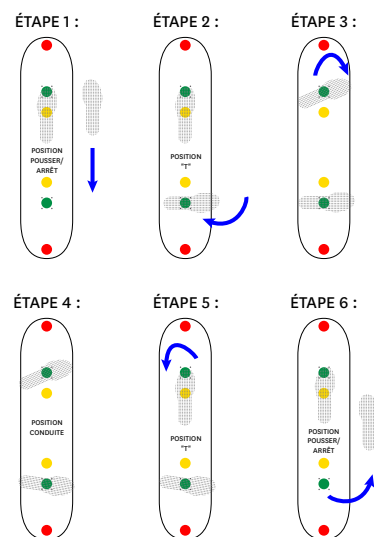 ÉTAPE 1 :
ÉTAPE 2 :
ÉTAPE 3 :
POSITION
POUSSER/
ARRÊT
POSITION
"T"
ÉTAPE 4 :
ÉTAPE 5 :
ÉTAPE 6 :
POSITION
CONDUITE
POSITION
"T"
POSITION
POUSSER/
ARRÊT